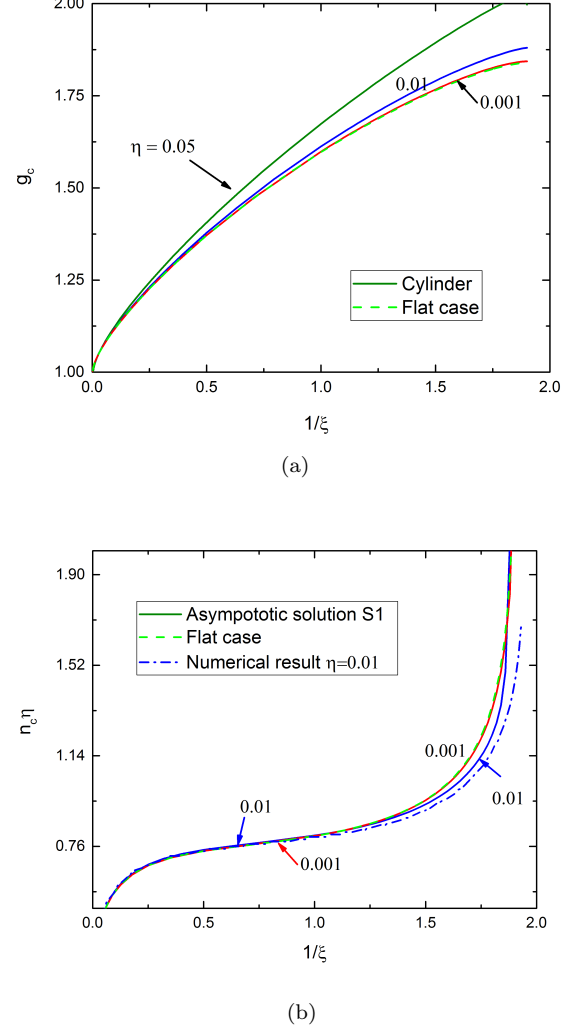 2.00
1.75
1.50
1.25
1.00
g_c
η = 0.05
0.01
0.001
Cylinder
Flat case
0.0 0.5 1.0 1.5 2.0
1/ξ
(a)
1.90
1.52
1.14
0.76
n_cη
Asympototic solution S1
Flat case
Numerical result η=0.01
0.001
0.01
0.01
0.001
0.0 0.5 1.0 1.5 2.0
1/ξ
(b)